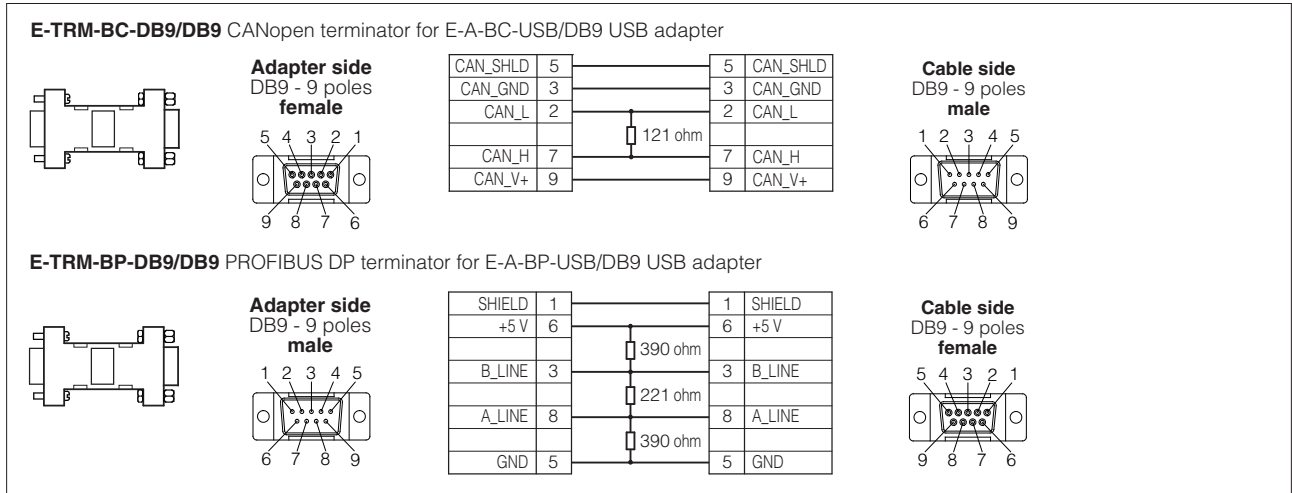 E-TRM-BC-DB9/DB9 CANopen terminator for E-A-BC-USB/DB9 USB adapter
Adapter side
DB9 - 9 poles
female
5 4 3 2 1
9 8 7 6
CAN_SHLD 5 5 CAN_SHLD
CAN_GND 3 3 CAN_GND
CAN_L 2 2 CAN_L
121 ohm
CAN_H 7 7 CAN_H
CAN_V+ 9 9 CAN_V+
Cable side
DB9 - 9 poles
male
1 2 3 4 5
6 7 8 9
E-TRM-BP-DB9/DB9 PROFIBUS DP terminator for E-A-BP-USB/DB9 USB adapter
Adapter side
DB9 - 9 poles
male
1 2 3 4 5
6 7 8 9
SHIELD 1 1 SHIELD
+5 V 6 6 +5 V
390 ohm
B_LINE 3 3 B_LINE
221 ohm
A_LINE 8 8 A_LINE
390 ohm
GND 5 5 GND
Cable side
DB9 - 9 poles
female
5 4 3 2 1
9 8 7 6